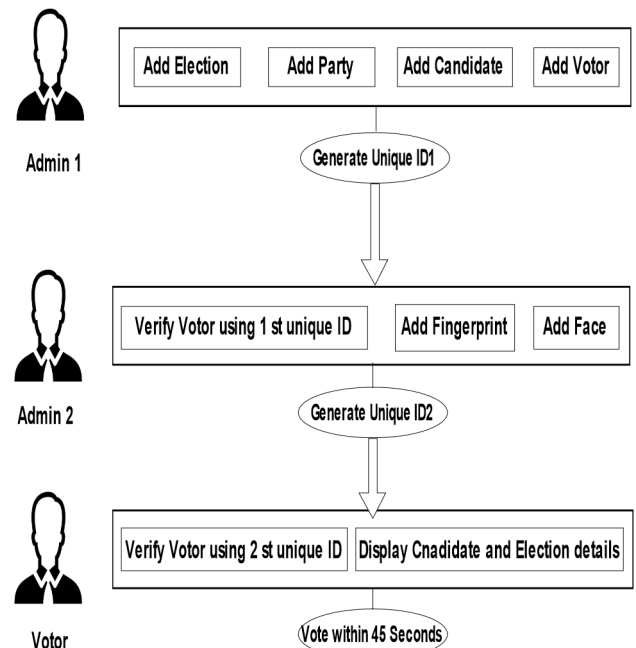 Add Election
Add Party
Add Candidate
Add Votor
Admin 1
Generate Unique ID1
Verify Votor using 1 st unique ID
Add Fingerprint
Add Face
Admin 2
Generate Unique ID2
Verify Votor using 2 st unique ID
Display Cnadidate and Election details
Votor
Vote within 45 Seconds